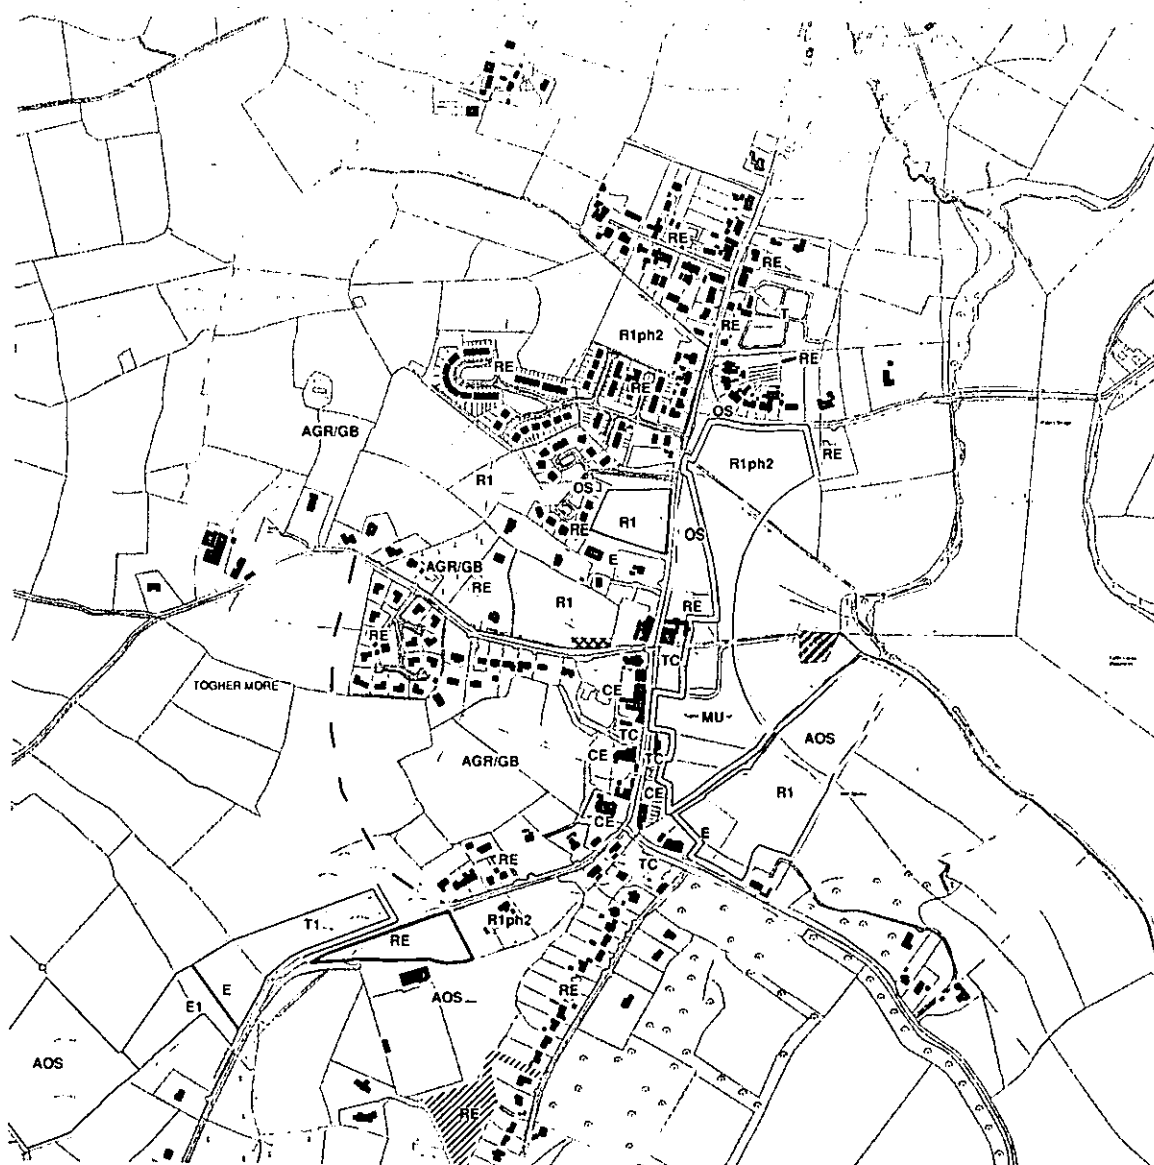 RE
RE
T
RE
R1ph2
RE
RE
RE
OS
AGR/GB
R1ph2
RE
R1
OS
R1
RE
OS
E
AGR/GB
RE
R1
RE
RE
TC
TOGHER MORE
CE
MU
TC
AOS
CE
TC
AGR/GB
CE
R1
CE
E
RE
TC
R1ph2
T1
RE
RE
E
AOS
E1
AOS
RE